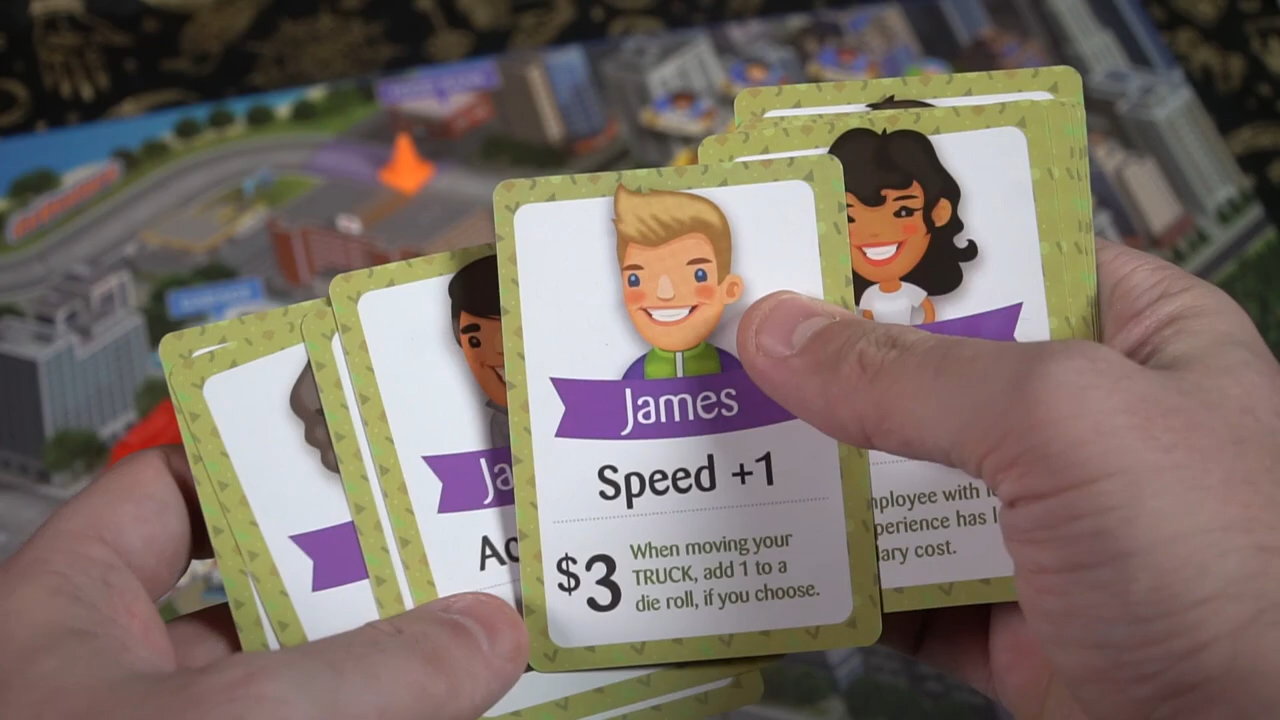 James
Speed +1
$3
When moving your
TRUCK, add 1 to a
die roll, if you choose.
Ja
Ac
mployee with
perience has
ary cost.